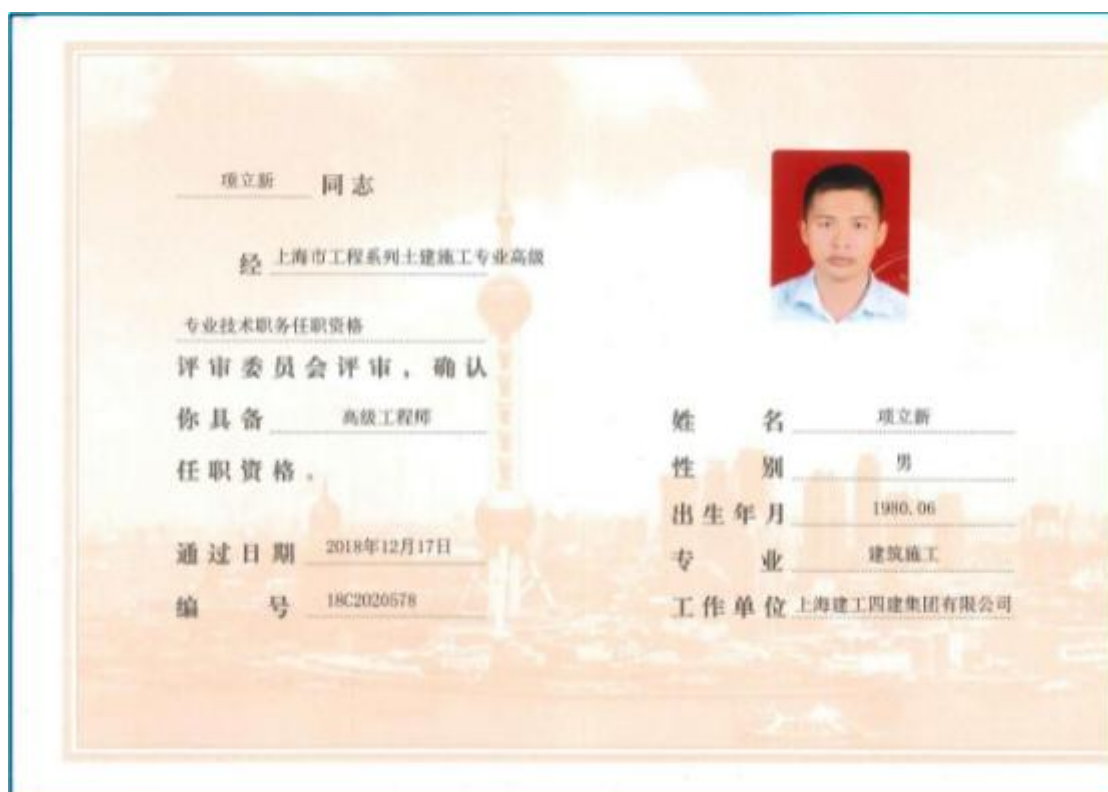 项立新 同志
经 上海市工程系列土建施工专业高级
专业技术职务任职资格
评审委员会评审，确认
你具备 高级工程师
任职资格。
通过日期 2018年12月17日
编号 18C2020578
姓名 项立新
性别 男
出生年月 1980.06
专业 建筑施工
工作单位 上海建工四建集团有限公司